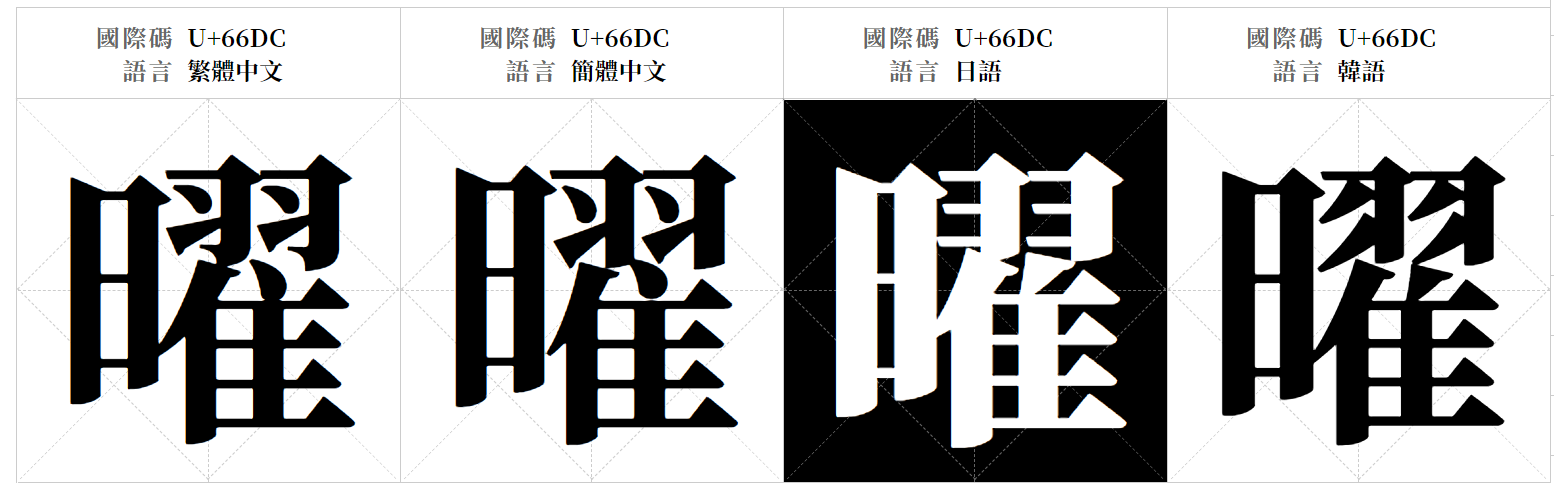 國際碼 U+66DC
語言 繁體中文
曜
國際碼 U+66DC
語言 簡體中文
曜
國際碼 U+66DC
語言 日語
曜
國際碼 U+66DC
語言 韓語
曜